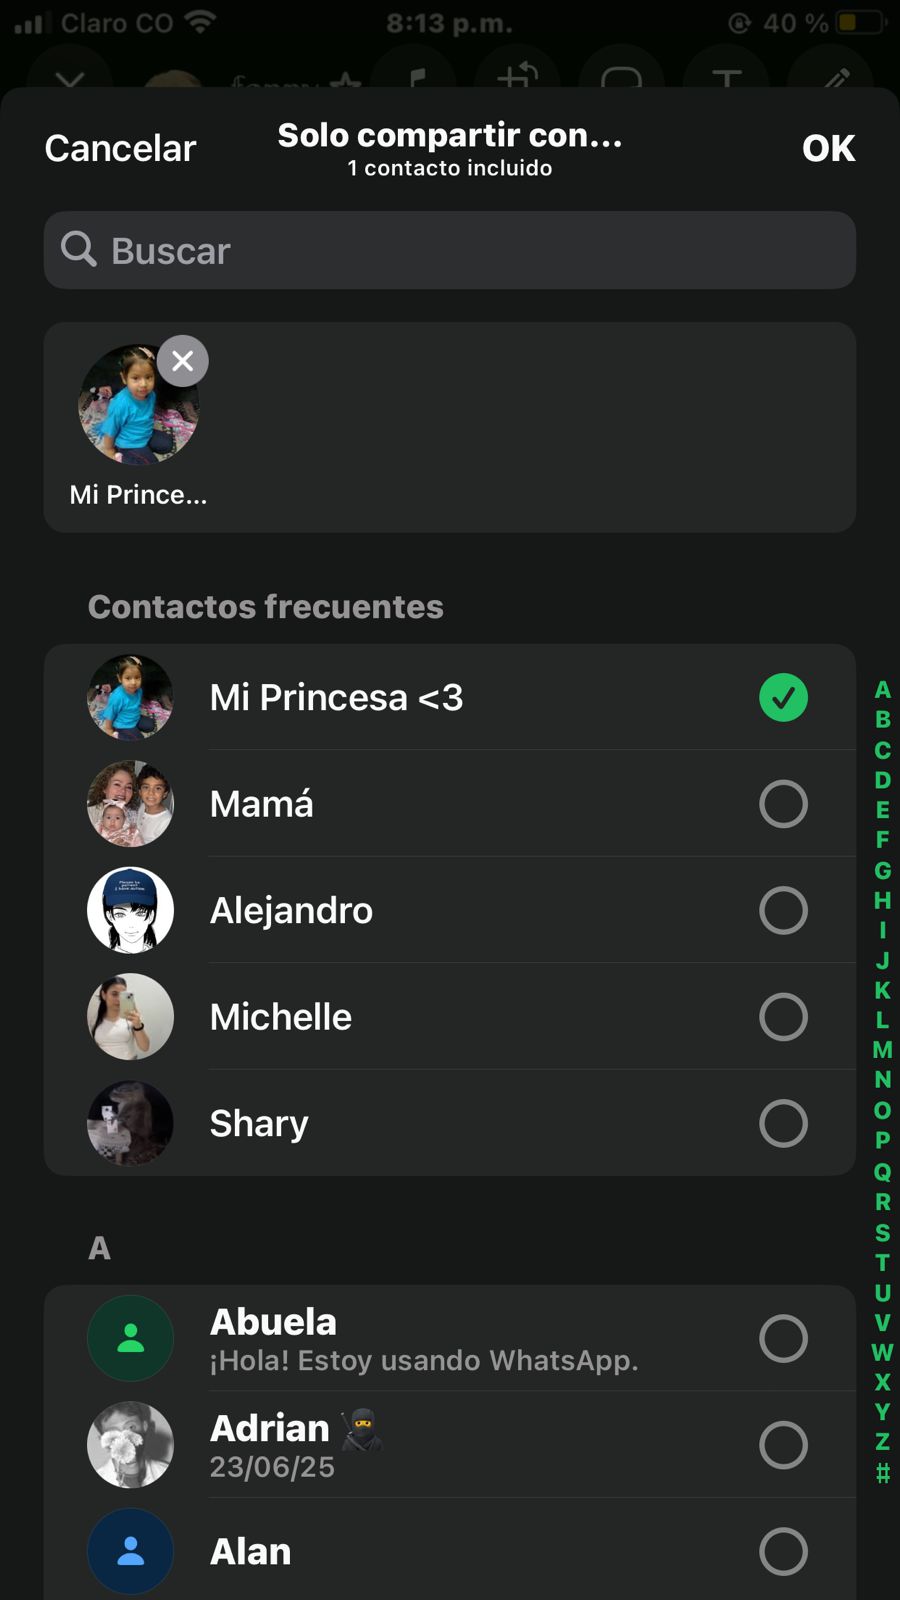 Claro CO
8:13 p.m.
40 %
fanny
T
Cancelar
Solo compartir con...
1 contacto incluido
OK
Buscar
Mi Prince...
Contactos frecuentes
Mi Princesa <3
Mamá
Alejandro
Michelle
Shary
A
Abuela
¡Hola! Estoy usando WhatsApp.
Adrian 🥷
23/06/25
Alan
A
B
C
D
E
F
G
H
I
J
K
L
M
N
O
P
Q
R
S
T
U
V
W
X
Y
Z
#